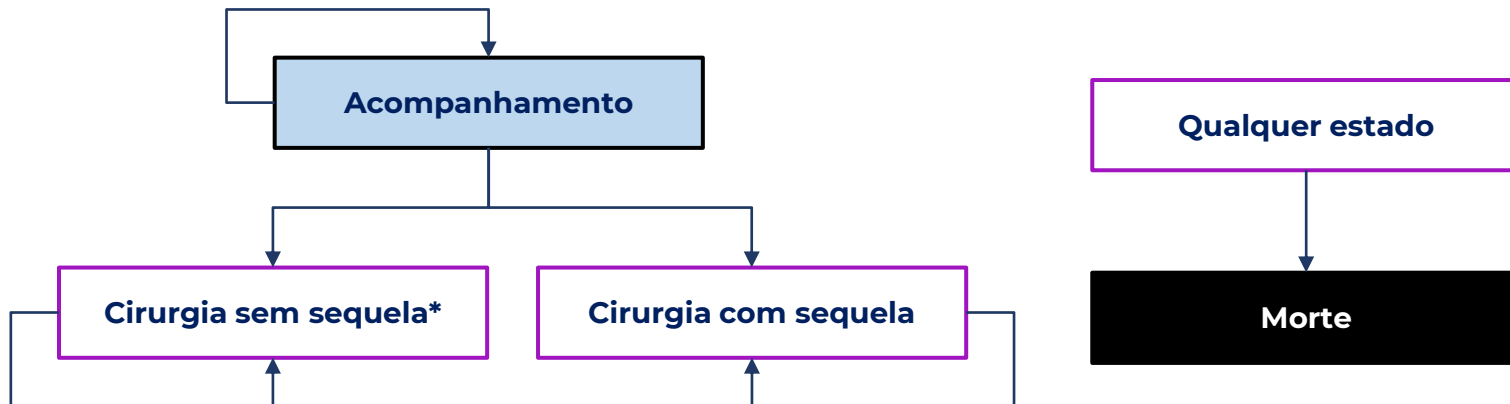 Acompanhamento
Qualquer estado
Cirurgia sem sequela*
Cirurgia com sequela
Morte